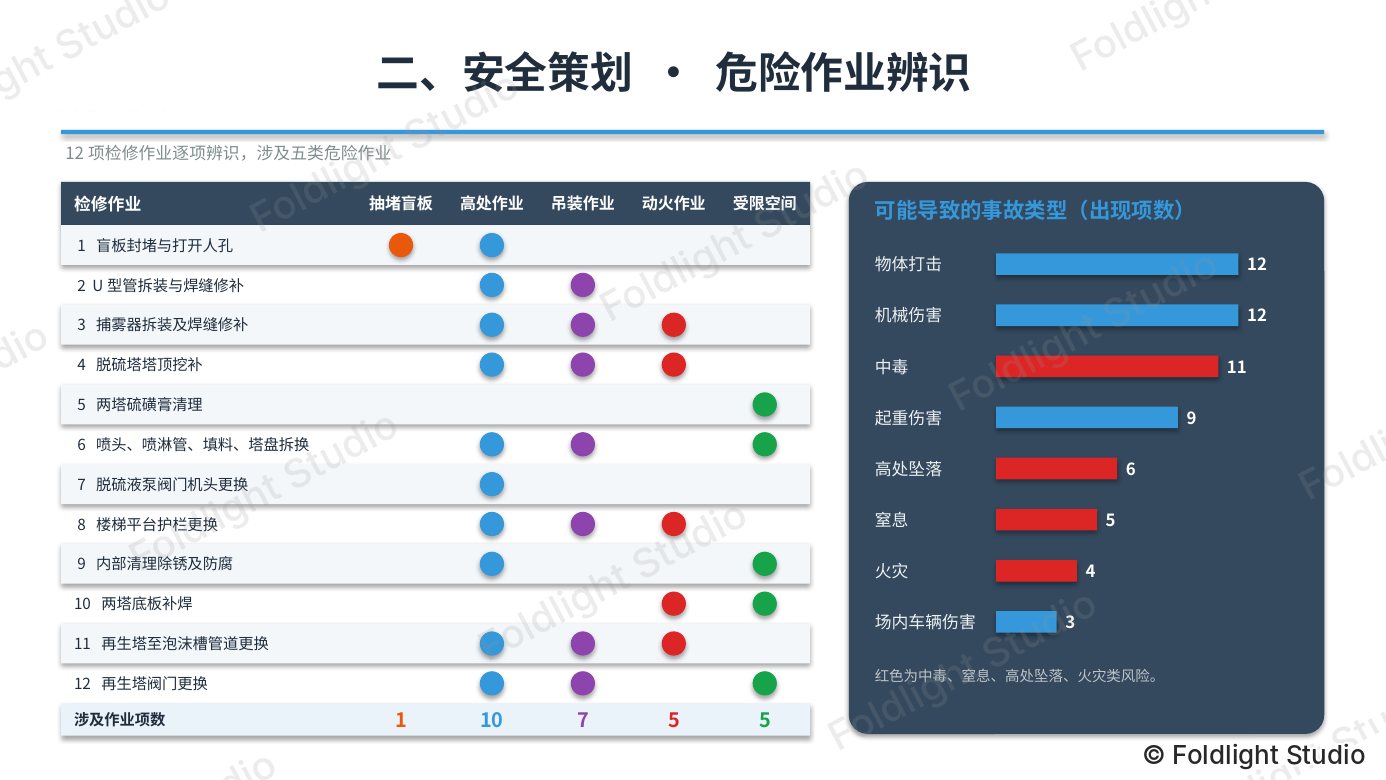 二、安全策划 · 危险作业辨识
12 项检修作业逐项辨识，涉及五类危险作业
检修作业 抽堵盲板 高处作业 吊装作业 动火作业 受限空间
1 盲板封堵与打开人孔
2 U 型管拆装与焊缝修补
3 捕雾器拆装及焊缝修补
4 脱硫塔塔顶挖补
5 两塔硫磺膏清理
6 喷头、喷淋管、填料、塔盘拆换
7 脱硫液泵阀门机头更换
8 楼梯平台护栏更换
9 内部清理除锈及防腐
10 两塔底板补焊
11 再生塔至泡沫槽管道更换
12 再生塔阀门更换
涉及作业项数 1 10 7 5 5
可能导致的事故类型（出现项数）
物体打击 12
机械伤害 12
中毒 11
起重伤害 9
高处坠落 6
窒息 5
火灾 4
场内车辆伤害 3
红色为中毒、窒息、高处坠落、火灾类风险。
© Foldlight Studio